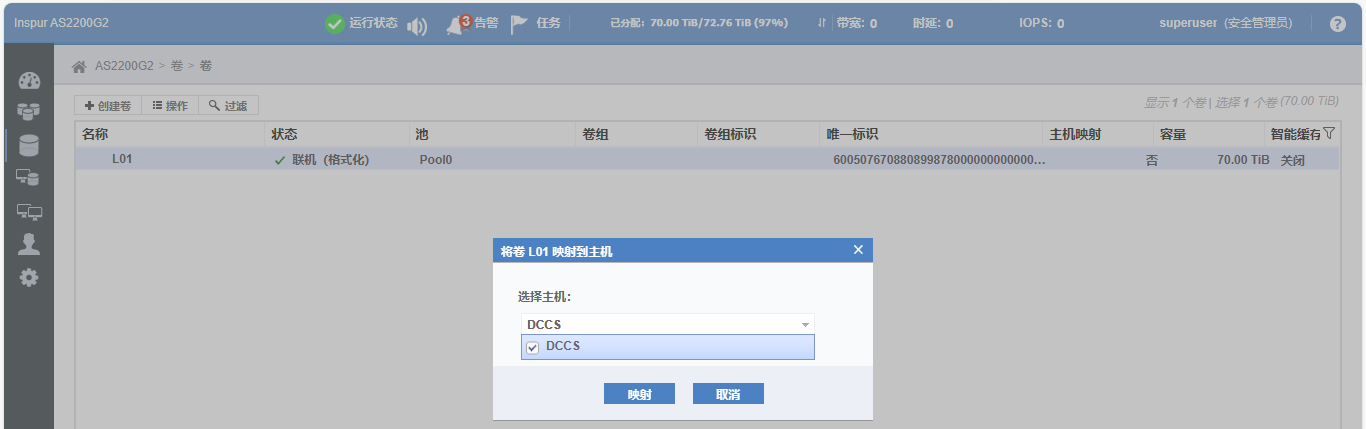 Inspur AS2200G2 运行状态 3 告警 任务 已分配: 70.00 TiB/72.76 TiB (97%) 带宽: 0 时延: 0 IOPS: 0 superuser (安全管理员) ?
AS2200G2 > 卷 > 卷
创建卷 操作 过滤 显示 1 个卷 | 选择 1 个卷 (70.00 TiB)
名称 状态 池 卷组 卷组标识 唯一标识 主机映射 容量 智能缓存
L01 联机（格式化） Pool0 否 70.00 TiB 关闭
将卷 L01 映射到主机
选择主机:
DCCS
DCCS
映射 取消